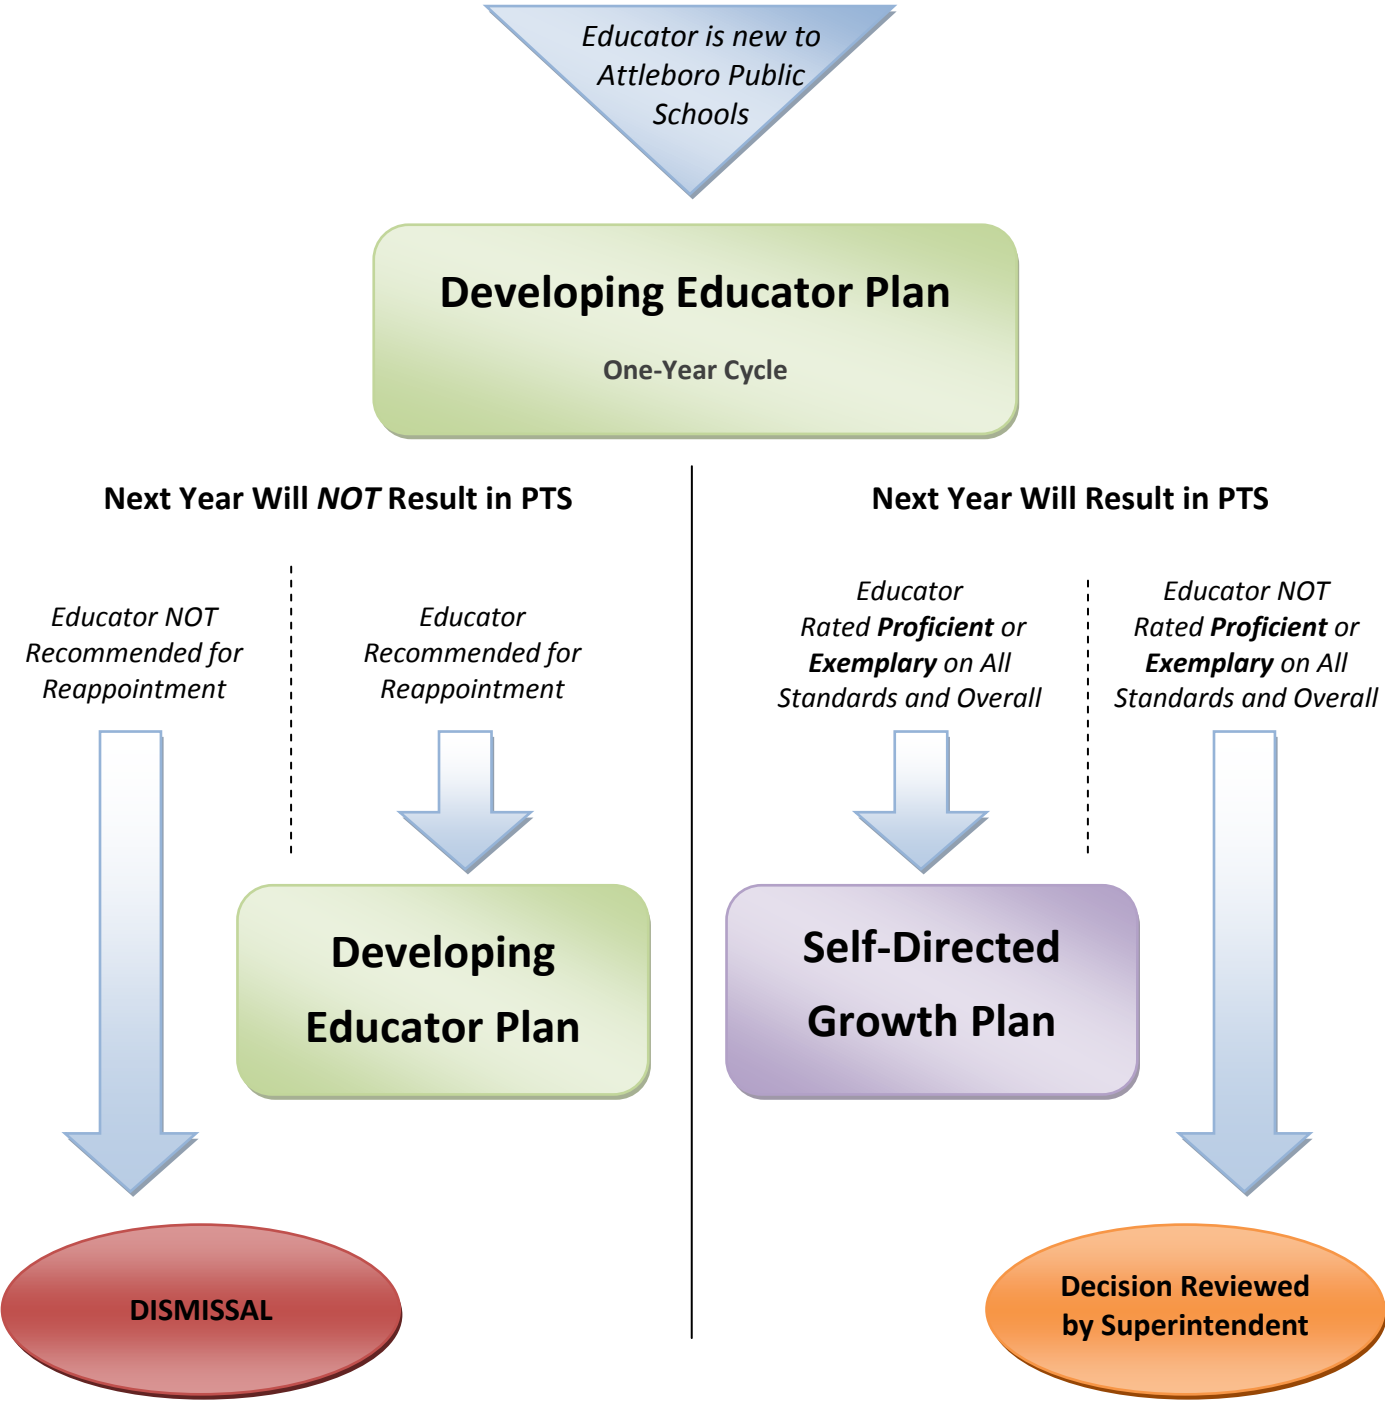 Educator is new to
Attleboro Public
Schools
Developing Educator Plan
One-Year Cycle
Next Year Will NOT Result in PTS
Next Year Will Result in PTS
Educator NOT
Recommended for
Reappointment
Educator
Recommended for
Reappointment
Educator
Rated Proficient or
Exemplary on All
Standards and Overall
Educator NOT
Rated Proficient or
Exemplary on All
Standards and Overall
Developing
Educator Plan
Self-Directed
Growth Plan
DISMISSAL
Decision Reviewed
by Superintendent